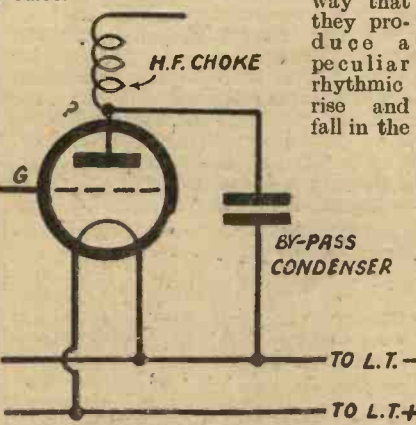 way that
they pro-
duce a
peculiar
rhythmic
rise and
fall in the
H.F. CHOKE
P
G
BY-PASS
CONDENSER
TO L.T.-
TO L.T.+